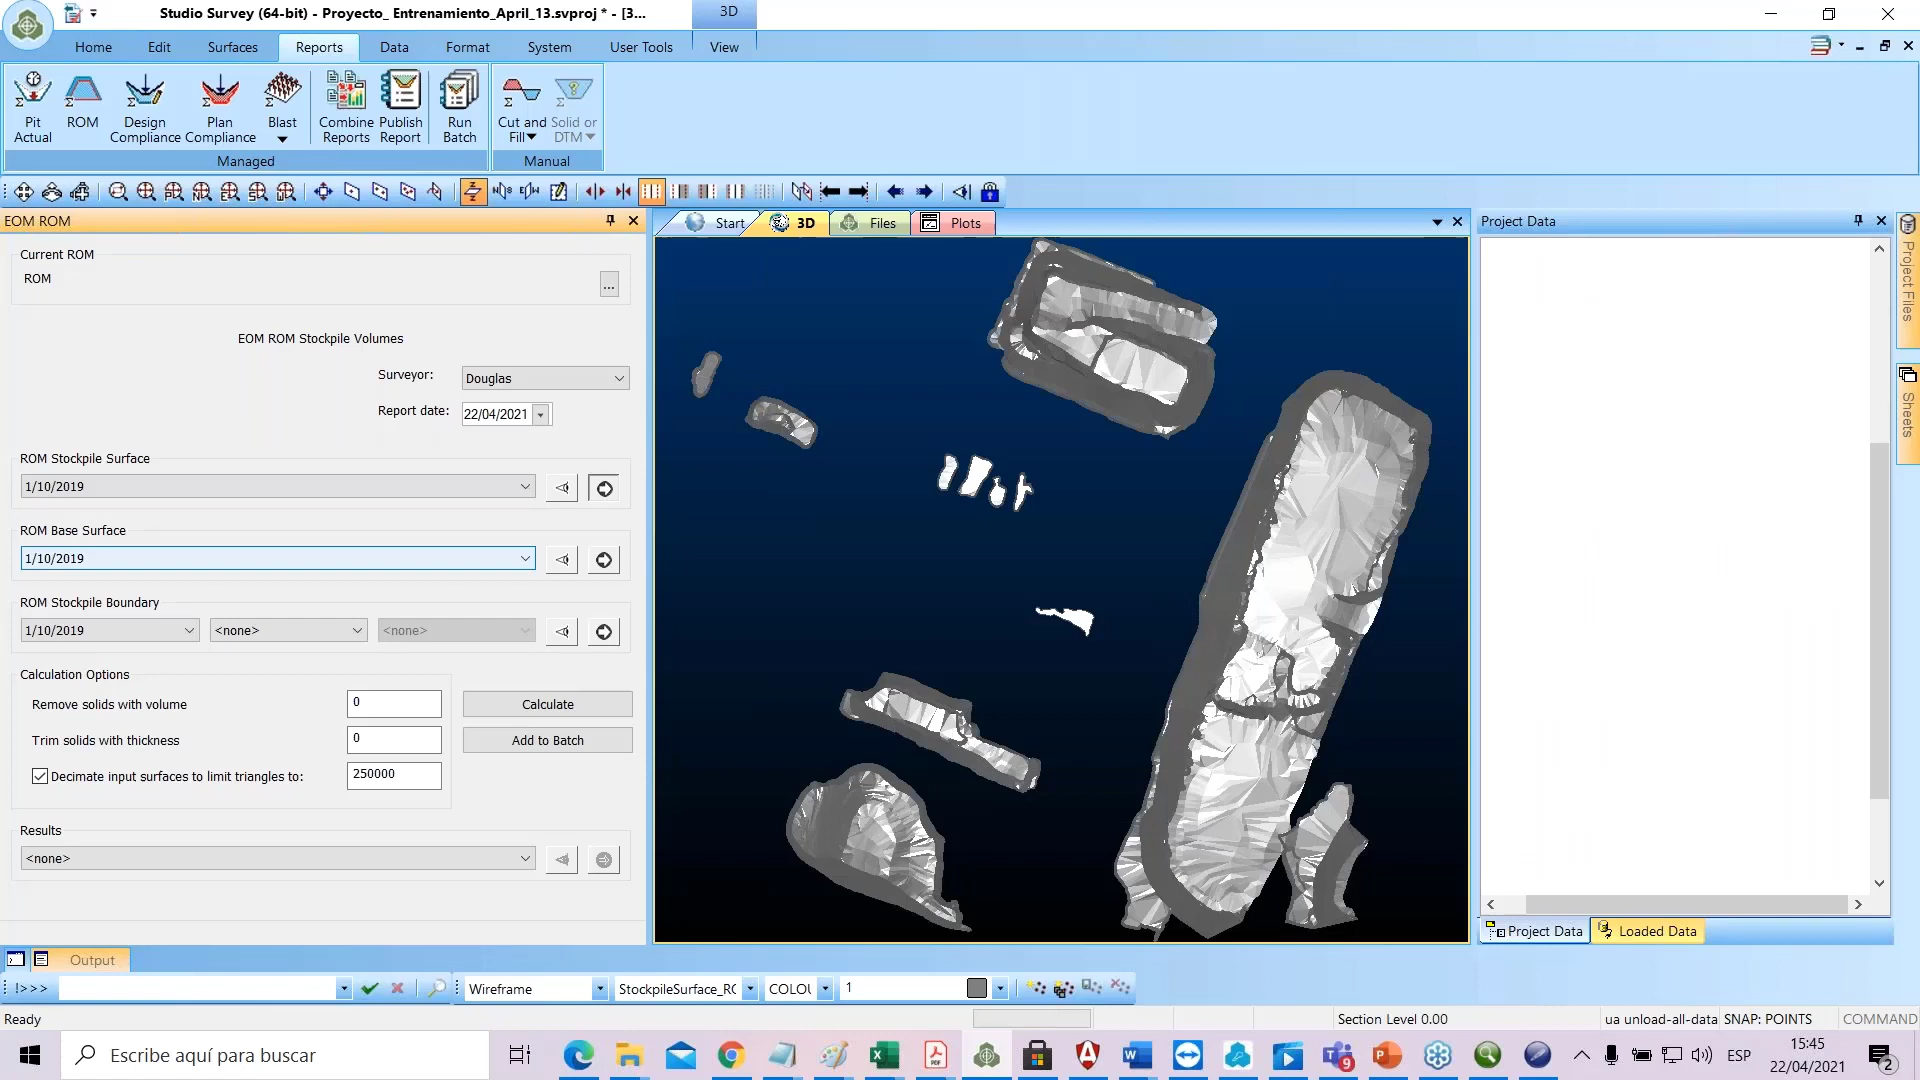 Studio Survey (64-bit) - Proyecto_ Entrenamiento_April_13.svproj * - [3...
3D
Home Edit Surfaces Reports Data Format System User Tools View
Pit Actual
ROM
Design Compliance
Plan Compliance
Blast
Combine Reports
Publish Report
Run Batch
Cut and Fill
Solid or DTM
Managed
Manual
EOM ROM
Start
3D
Files
Plots
Project Data
Current ROM
ROM
...
EOM ROM Stockpile Volumes
Surveyor: Douglas
Report date: 22/04/2021
ROM Stockpile Surface
1/10/2019
ROM Base Surface
1/10/2019
ROM Stockpile Boundary
1/10/2019 <none> <none>
Calculation Options
Remove solids with volume 0 Calculate
Trim solids with thickness 0 Add to Batch
Decimate input surfaces to limit triangles to: 250000
Results
<none>
Project Files
Sheets
Project Data
Loaded Data
Output
!>>>
Wireframe
StockpileSurface_RC
COLOU
1
Ready
Section Level 0.00
ua unload-all-data
SNAP: POINTS
COMMAND
Escribe aquí para buscar
9
ESP
15:45
22/04/2021
2